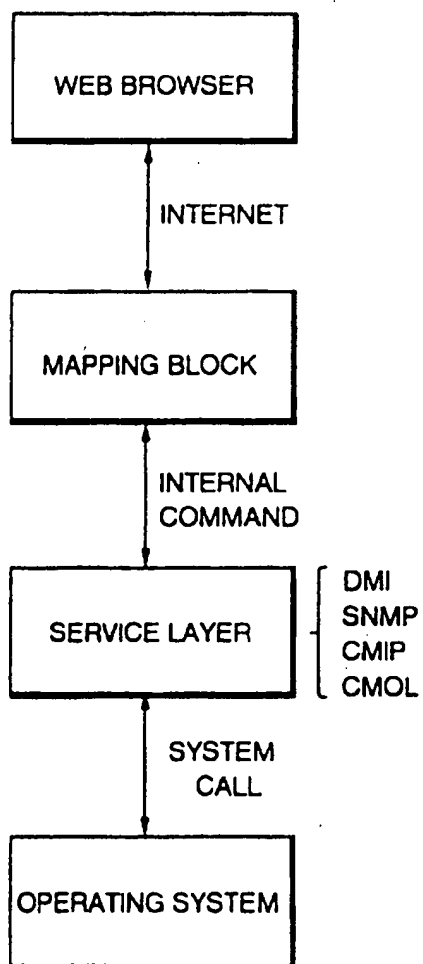 WEB BROWSER
INTERNET
MAPPING BLOCK
INTERNAL
COMMAND
SERVICE LAYER
DMI
SNMP
CMIP
CMOL
SYSTEM
CALL
OPERATING SYSTEM